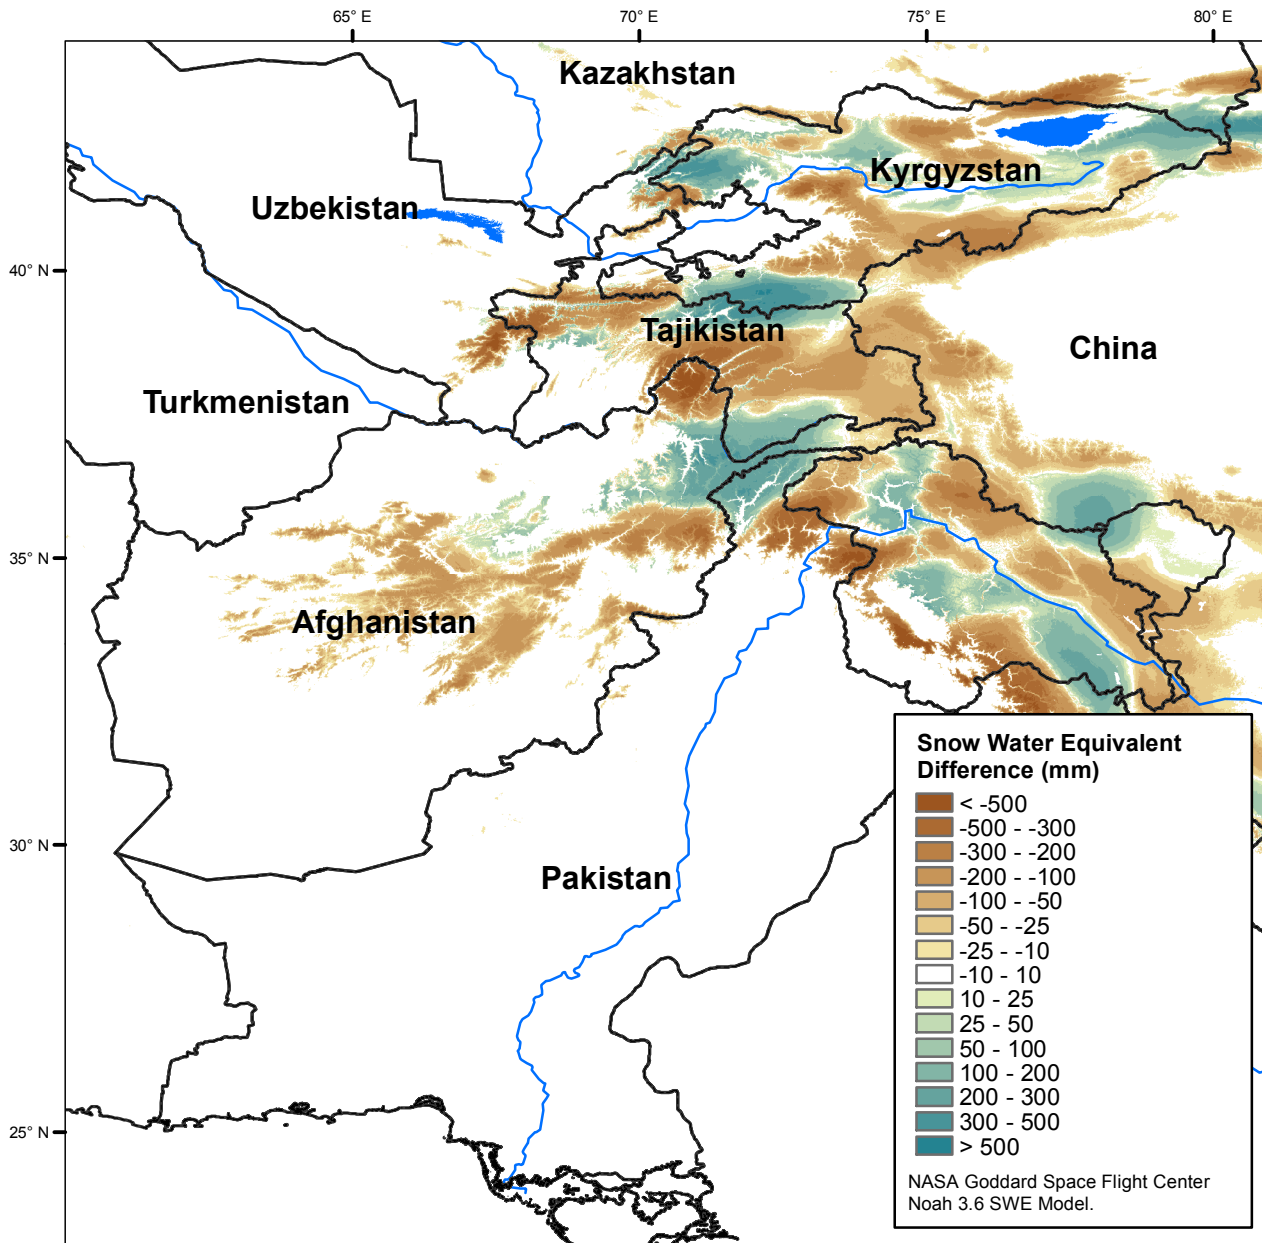 65° E
70° E
75° E
80° E
Kazakhstan
Kyrgyzstan
Uzbekistan
40° N
Tajikistan
China
Turkmenistan
35° N
Afghanistan
30° N
Pakistan
25° N
Snow Water Equivalent
Difference (mm)
< -500
-500 - -300
-300 - -200
-200 - -100
-100 - -50
-50 - -25
-25 - -10
-10 - 10
10 - 25
25 - 50
50 - 100
100 - 200
200 - 300
300 - 500
> 500
NASA Goddard Space Flight Center
Noah 3.6 SWE Model.